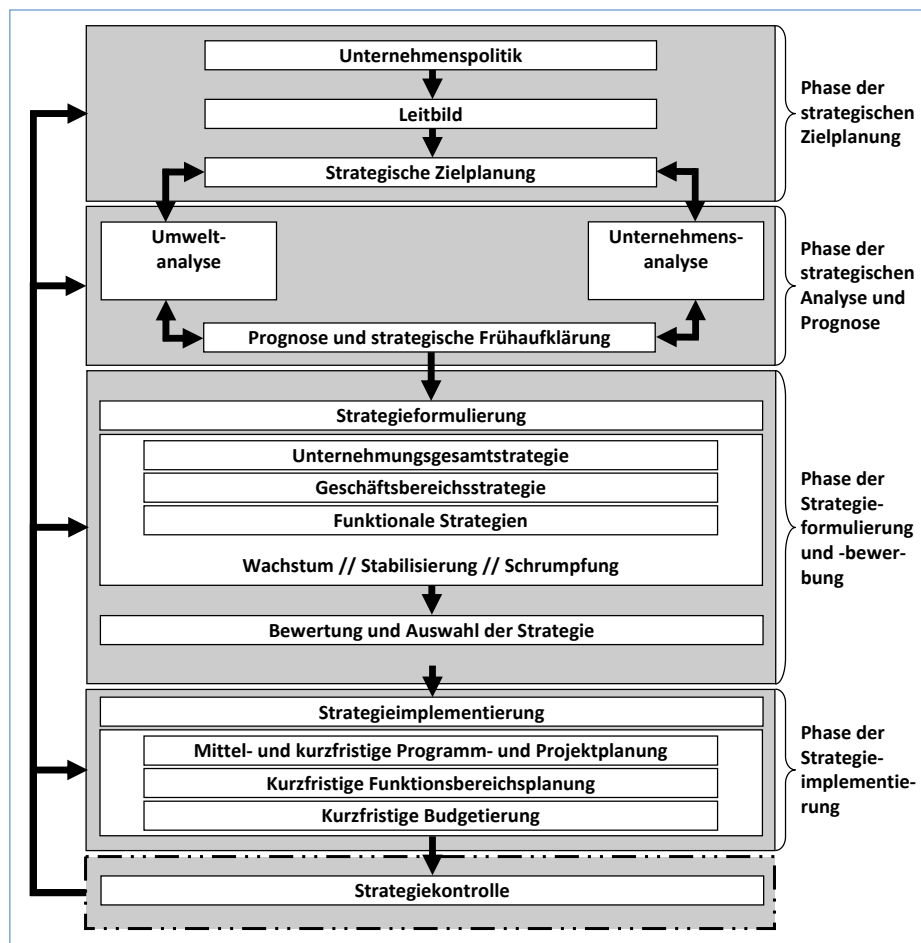 Unternehmenspolitik
Leitbild
Strategische Zielplanung
Phase der
strategischen
Zielplanung
Umwelt-
analyse
Unternehmens-
analyse
Prognose und strategische Frühaufklärung
Phase der
strategischen
Analyse und
Prognose
Strategieformulierung
Unternehmungsgesamtstrategie
Geschäftsbereichsstrategie
Funktionale Strategien
Wachstum // Stabilisierung // Schrumpfung
Bewertung und Auswahl der Strategie
Phase der
Strategie-
formulierung
und -bewer-
bung
Strategieimplementierung
Mittel- und kurzfristige Programm- und Projektplanung
Kurzfristige Funktionsbereichsplanung
Kurzfristige Budgetierung
Phase der
Strategie-
implementie-
rung
Strategiekontrolle